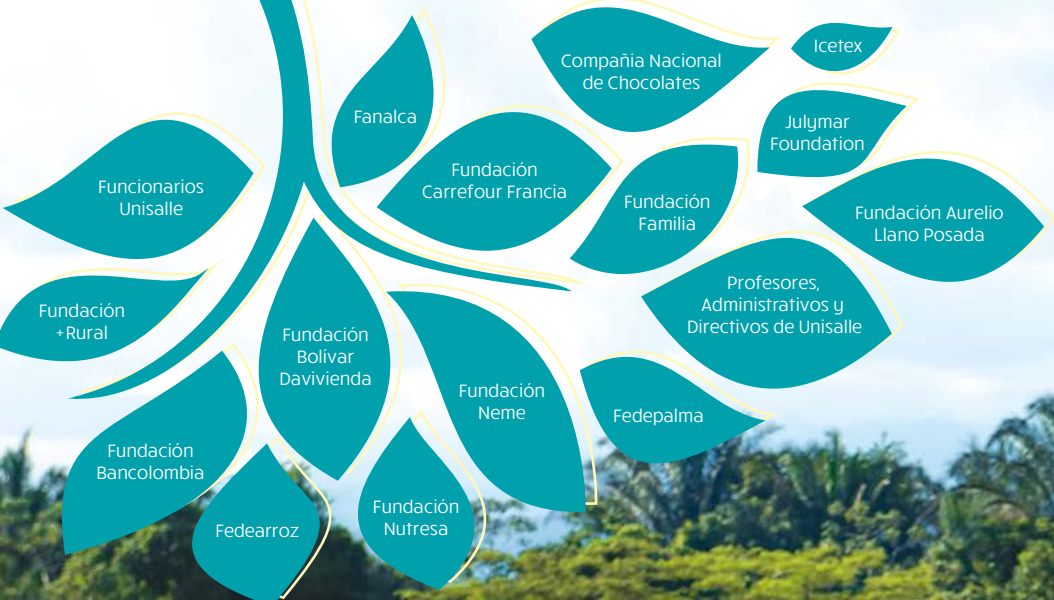 Icetex
Compañia Nacional
de Chocolates
Fanalca
Julymar
Foundation
Fundación
Carrefour Francia
Funcionarios
Unisalle
Fundación
Familia
Fundación Aurelio
Llano Posada
Profesores,
Administrativos y
Directivos de Unisalle
Fundación
+Rural
Fundación
Bolívar
Davivienda
Fundación
Neme
Fedepalma
Fundación
Bancolombia
Fundación
Nutresa
Fedearroz